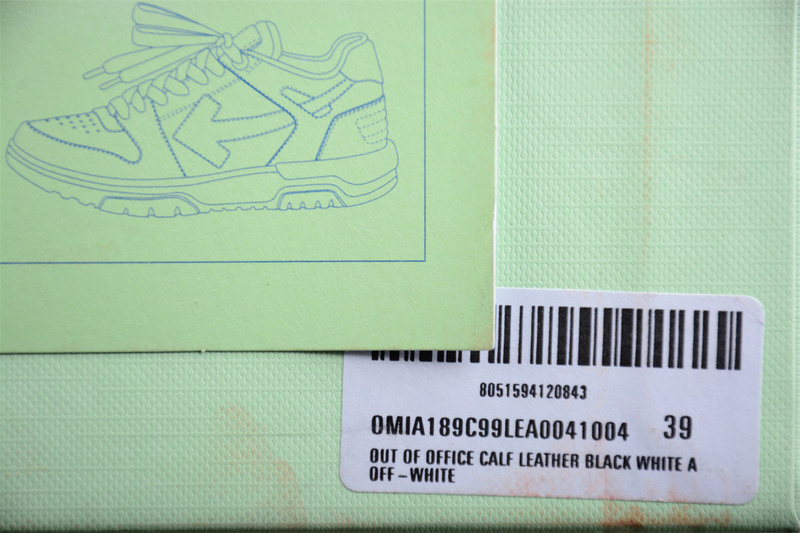 8051594120843
OMIA189C99LEA0041004 39
OUT OF OFFICE CALF LEATHER BLACK WHITE A
OFF-WHITE